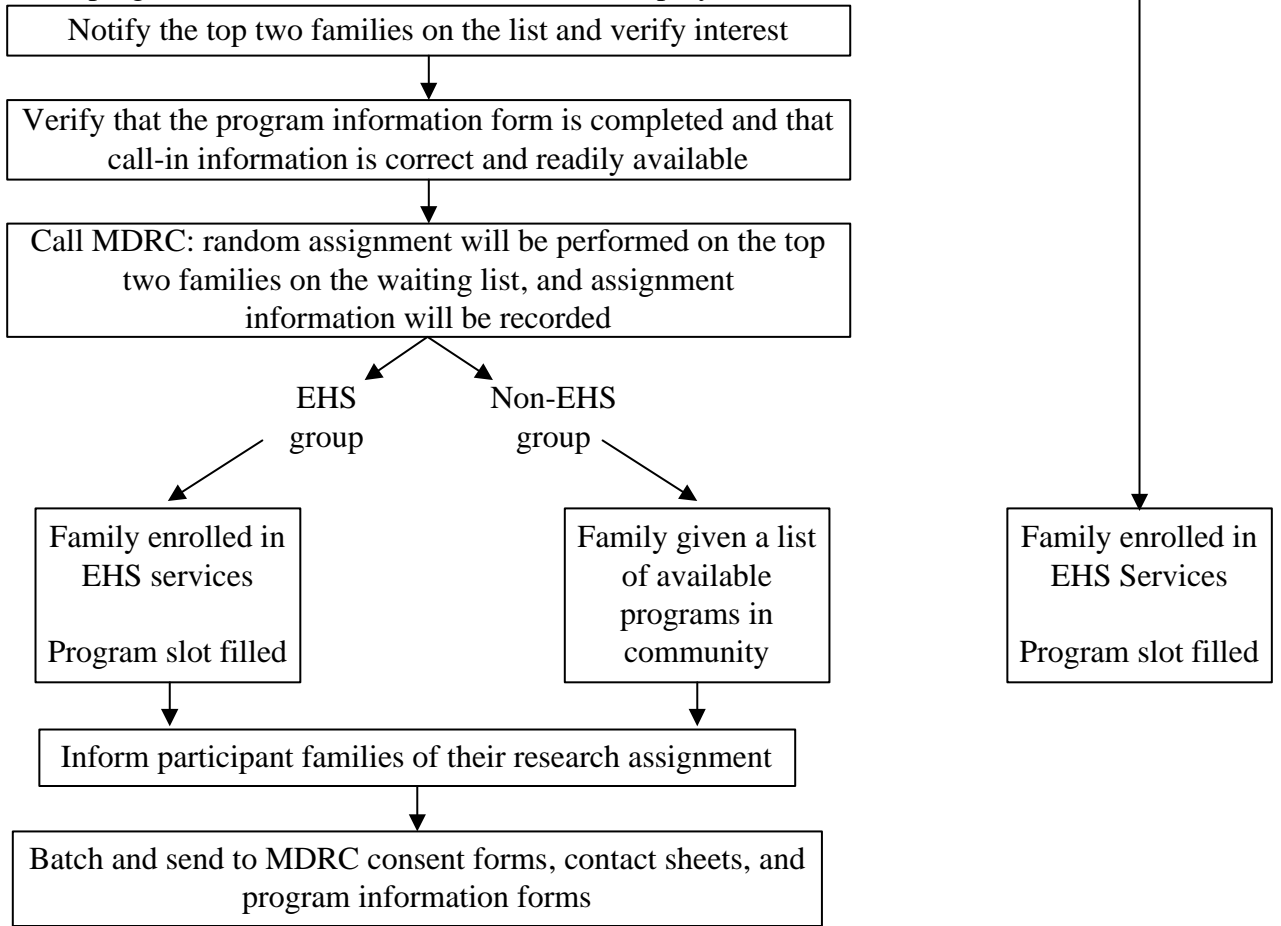 Notify the top two families on the list and verify interest
Verify that the program information form is completed and that
call-in information is correct and readily available
Call MDRC: random assignment will be performed on the top
two families on the waiting list, and assignment
information will be recorded
EHS
group
Non-EHS
group
Family enrolled in
EHS services
Program slot filled
Family given a list
of available
programs in
community
Family enrolled in
EHS Services
Program slot filled
Inform participant families of their research assignment
Batch and send to MDRC consent forms, contact sheets, and
program information forms